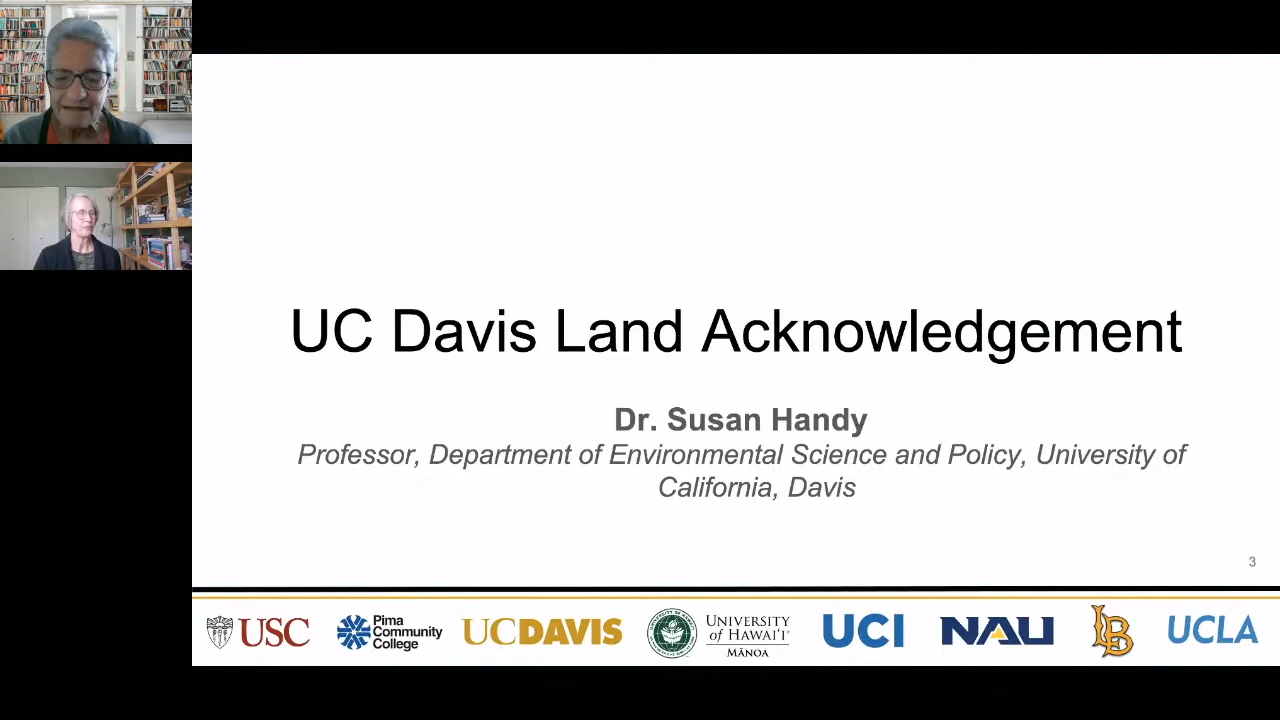 UC Davis Land Acknowledgement
Dr. Susan Handy
Professor, Department of Environmental Science and Policy, University of
California, Davis
3
USC
Pima
Community
College
UCDAVIS
UNIVERSITY
of HAWAIʻI®
MĀNOA
UCI
NAU
LB
UCLA